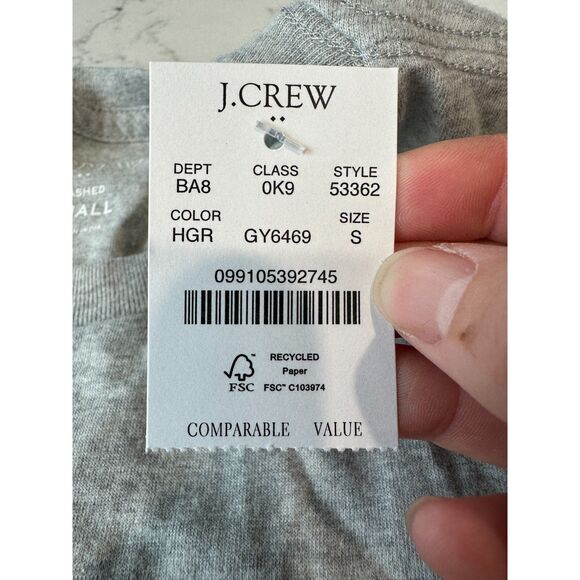 J.CREW
DEPT CLASS STYLE
BA8 0K9 53362
COLOR SIZE
HGR GY6469 S
099105392745
RECYCLED
Paper
FSC™ C103974
FSC
COMPARABLE VALUE